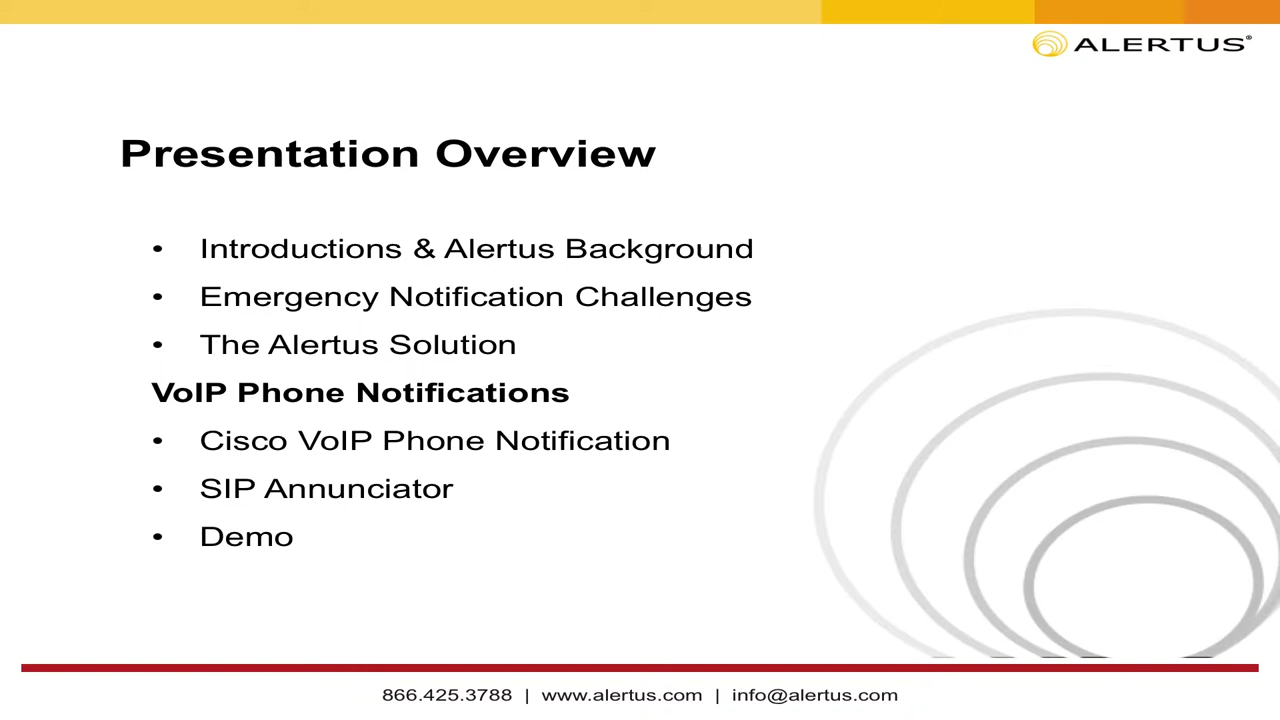 ALERTUS®
Presentation Overview
• Introductions & Alertus Background
• Emergency Notification Challenges
• The Alertus Solution
VoIP Phone Notifications
• Cisco VoIP Phone Notification
• SIP Annunciator
• Demo
866.425.3788 | www.alertus.com | info@alertus.com